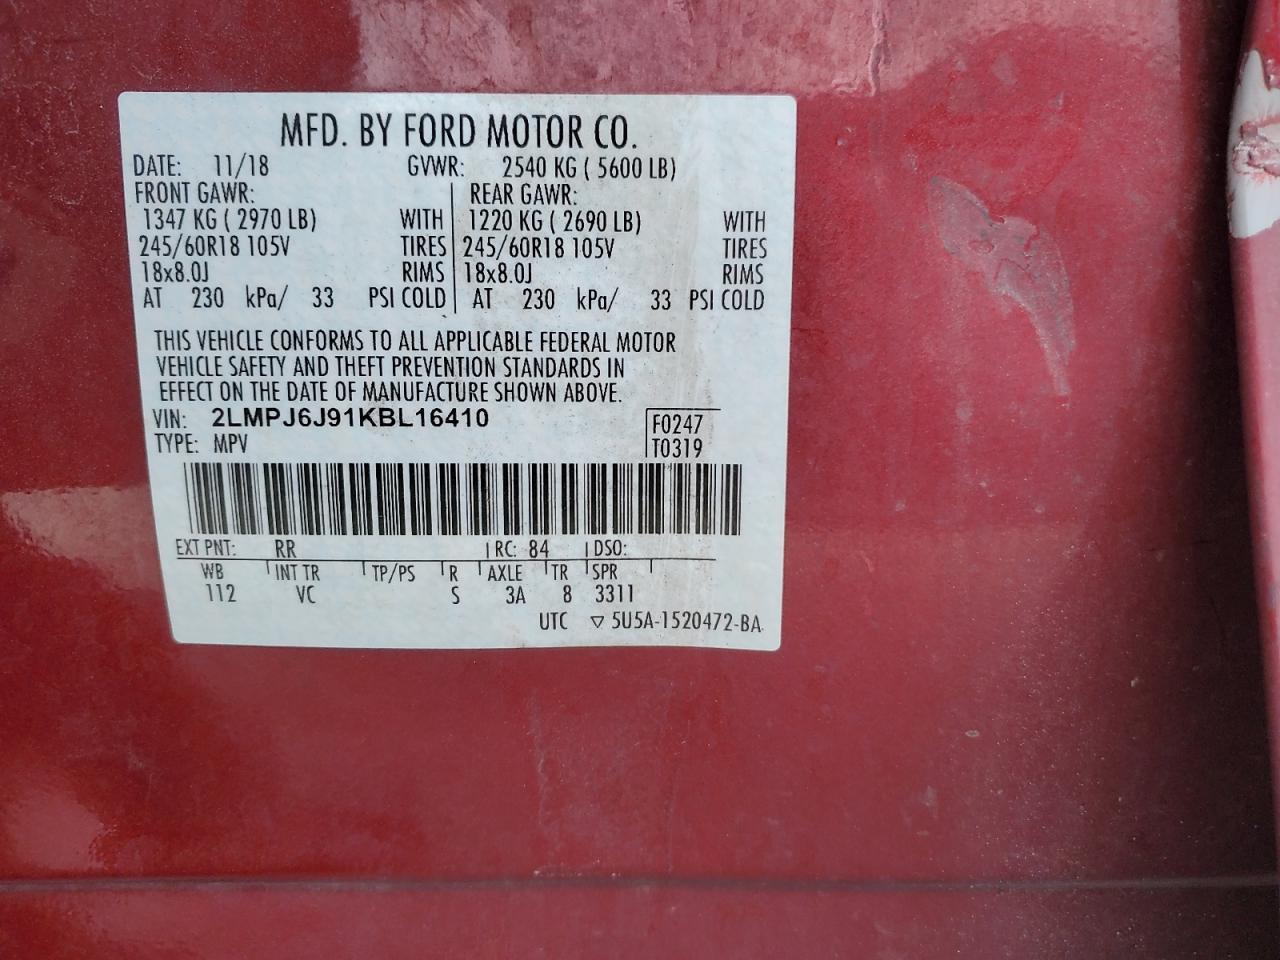 MFD. BY FORD MOTOR CO.
DATE: 11/18 GVWR: 2540 KG ( 5600 LB)
FRONT GAWR: REAR GAWR:
1347 KG ( 2970 LB) WITH 1220 KG ( 2690 LB) WITH
245/60R18 105V TIRES 245/60R18 105V TIRES
18x8.0J RIMS 18x8.0J RIMS
AT 230 kPa/ 33 PSI COLD AT 230 kPa/ 33 PSI COLD
THIS VEHICLE CONFORMS TO ALL APPLICABLE FEDERAL MOTOR
VEHICLE SAFETY AND THEFT PREVENTION STANDARDS IN
EFFECT ON THE DATE OF MANUFACTURE SHOWN ABOVE.
VIN: 2LMPJ6J91KBL16410 F0247
TYPE: MPV T0319
EXT PNT: RR RC: 84 DSO:
WB INT TR TP/PS R AXLE TR SPR
112 VC S 3A 8 3311
UTC ▽ 5U5A-1520472-BA